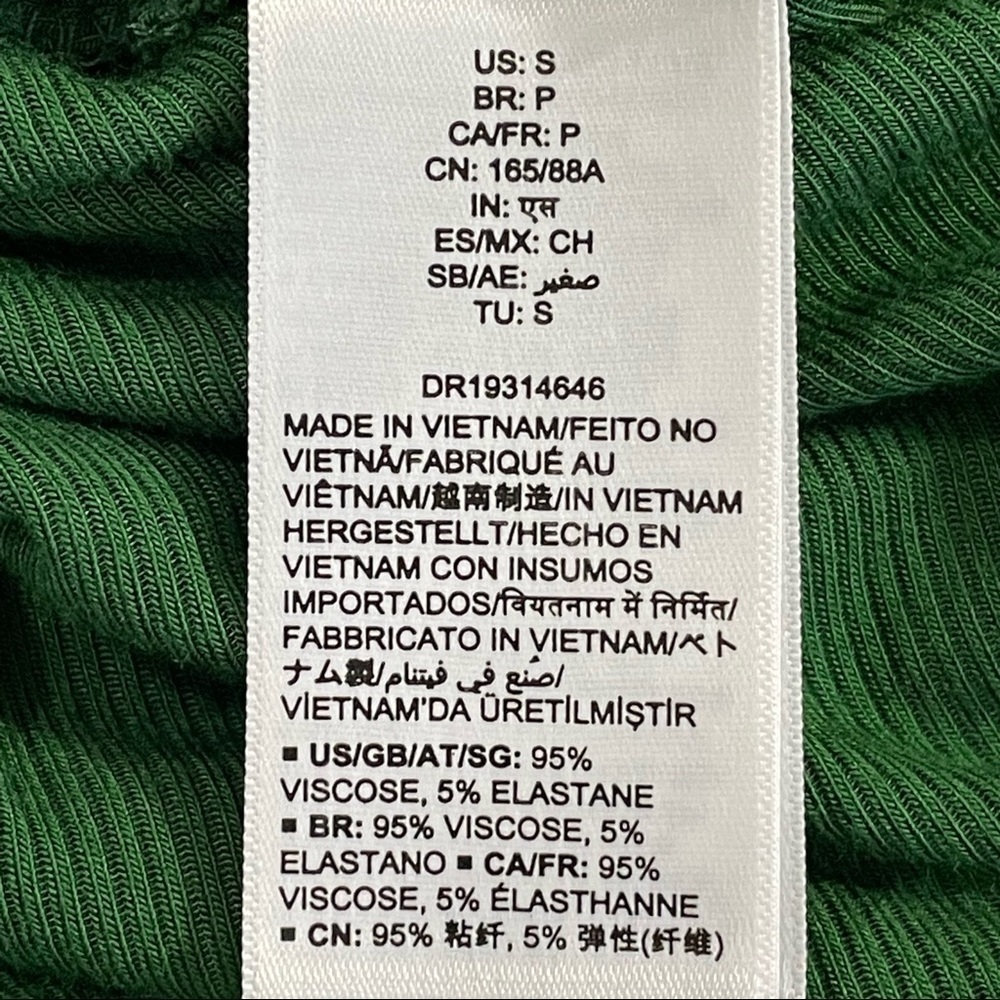 US: S
BR: P
CA/FR: P
CN: 165/88A
IN: एस
ES/MX: CH
SB/AE: صغير
TU: S
DR19314646
MADE IN VIETNAM/FEITO NO
VIETNÃ/FABRIQUÉ AU
VIÊTNAM/越南制造/IN VIETNAM
HERGESTELLT/HECHO EN
VIETNAM CON INSUMOS
IMPORTADOS/वियतनाम में निर्मित/
FABBRICATO IN VIETNAM/ベト
ナム製/صُنع في فيتنام/
VİETNAM'DA ÜRETİLMİŞTİR
▪ US/GB/AT/SG: 95%
VISCOSE, 5% ELASTANE
▪ BR: 95% VISCOSE, 5%
ELASTANO ▪ CA/FR: 95%
VISCOSE, 5% ÉLASTHANNE
▪ CN: 95% 粘纤, 5% 弹性(纤维)